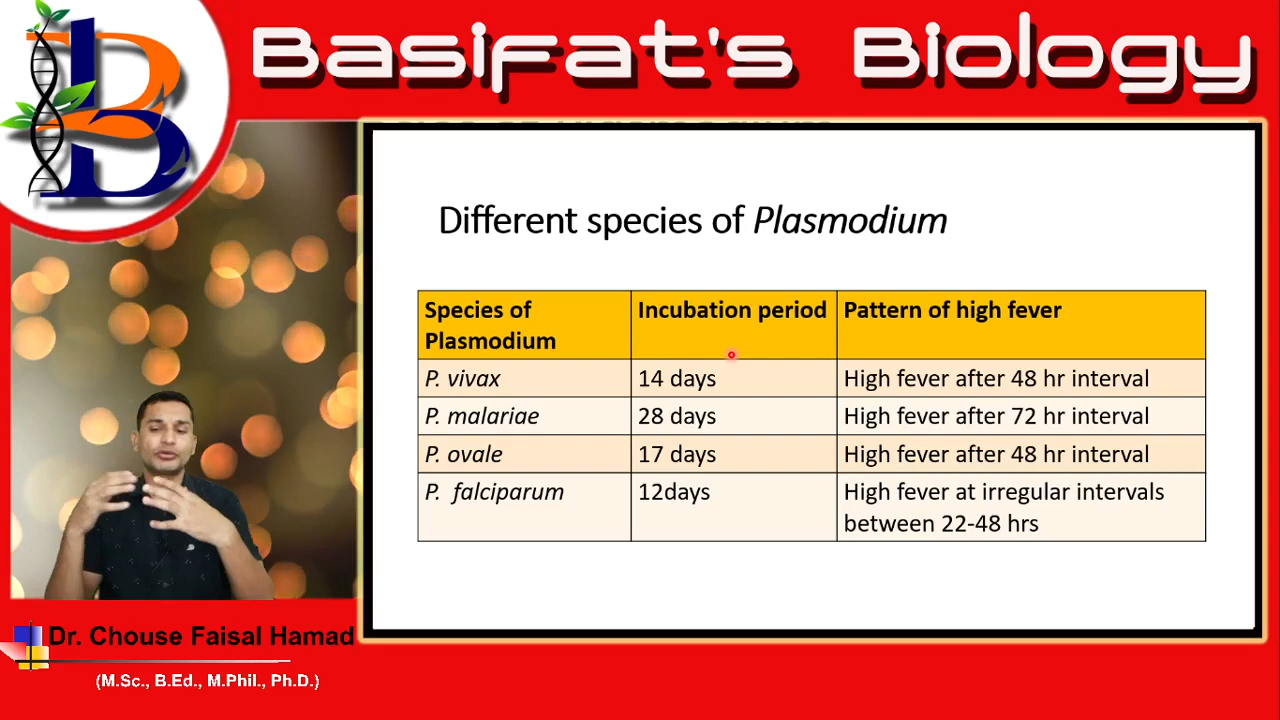 Basifat's Biology
B
Different species of Plasmodium
Species of Plasmodium Incubation period Pattern of high fever
P. vivax 14 days High fever after 48 hr interval
P. malariae 28 days High fever after 72 hr interval
P. ovale 17 days High fever after 48 hr interval
P. falciparum 12days High fever at irregular intervals between 22-48 hrs
Dr. Chouse Faisal Hamad
(M.Sc., B.Ed., M.Phil., Ph.D.)